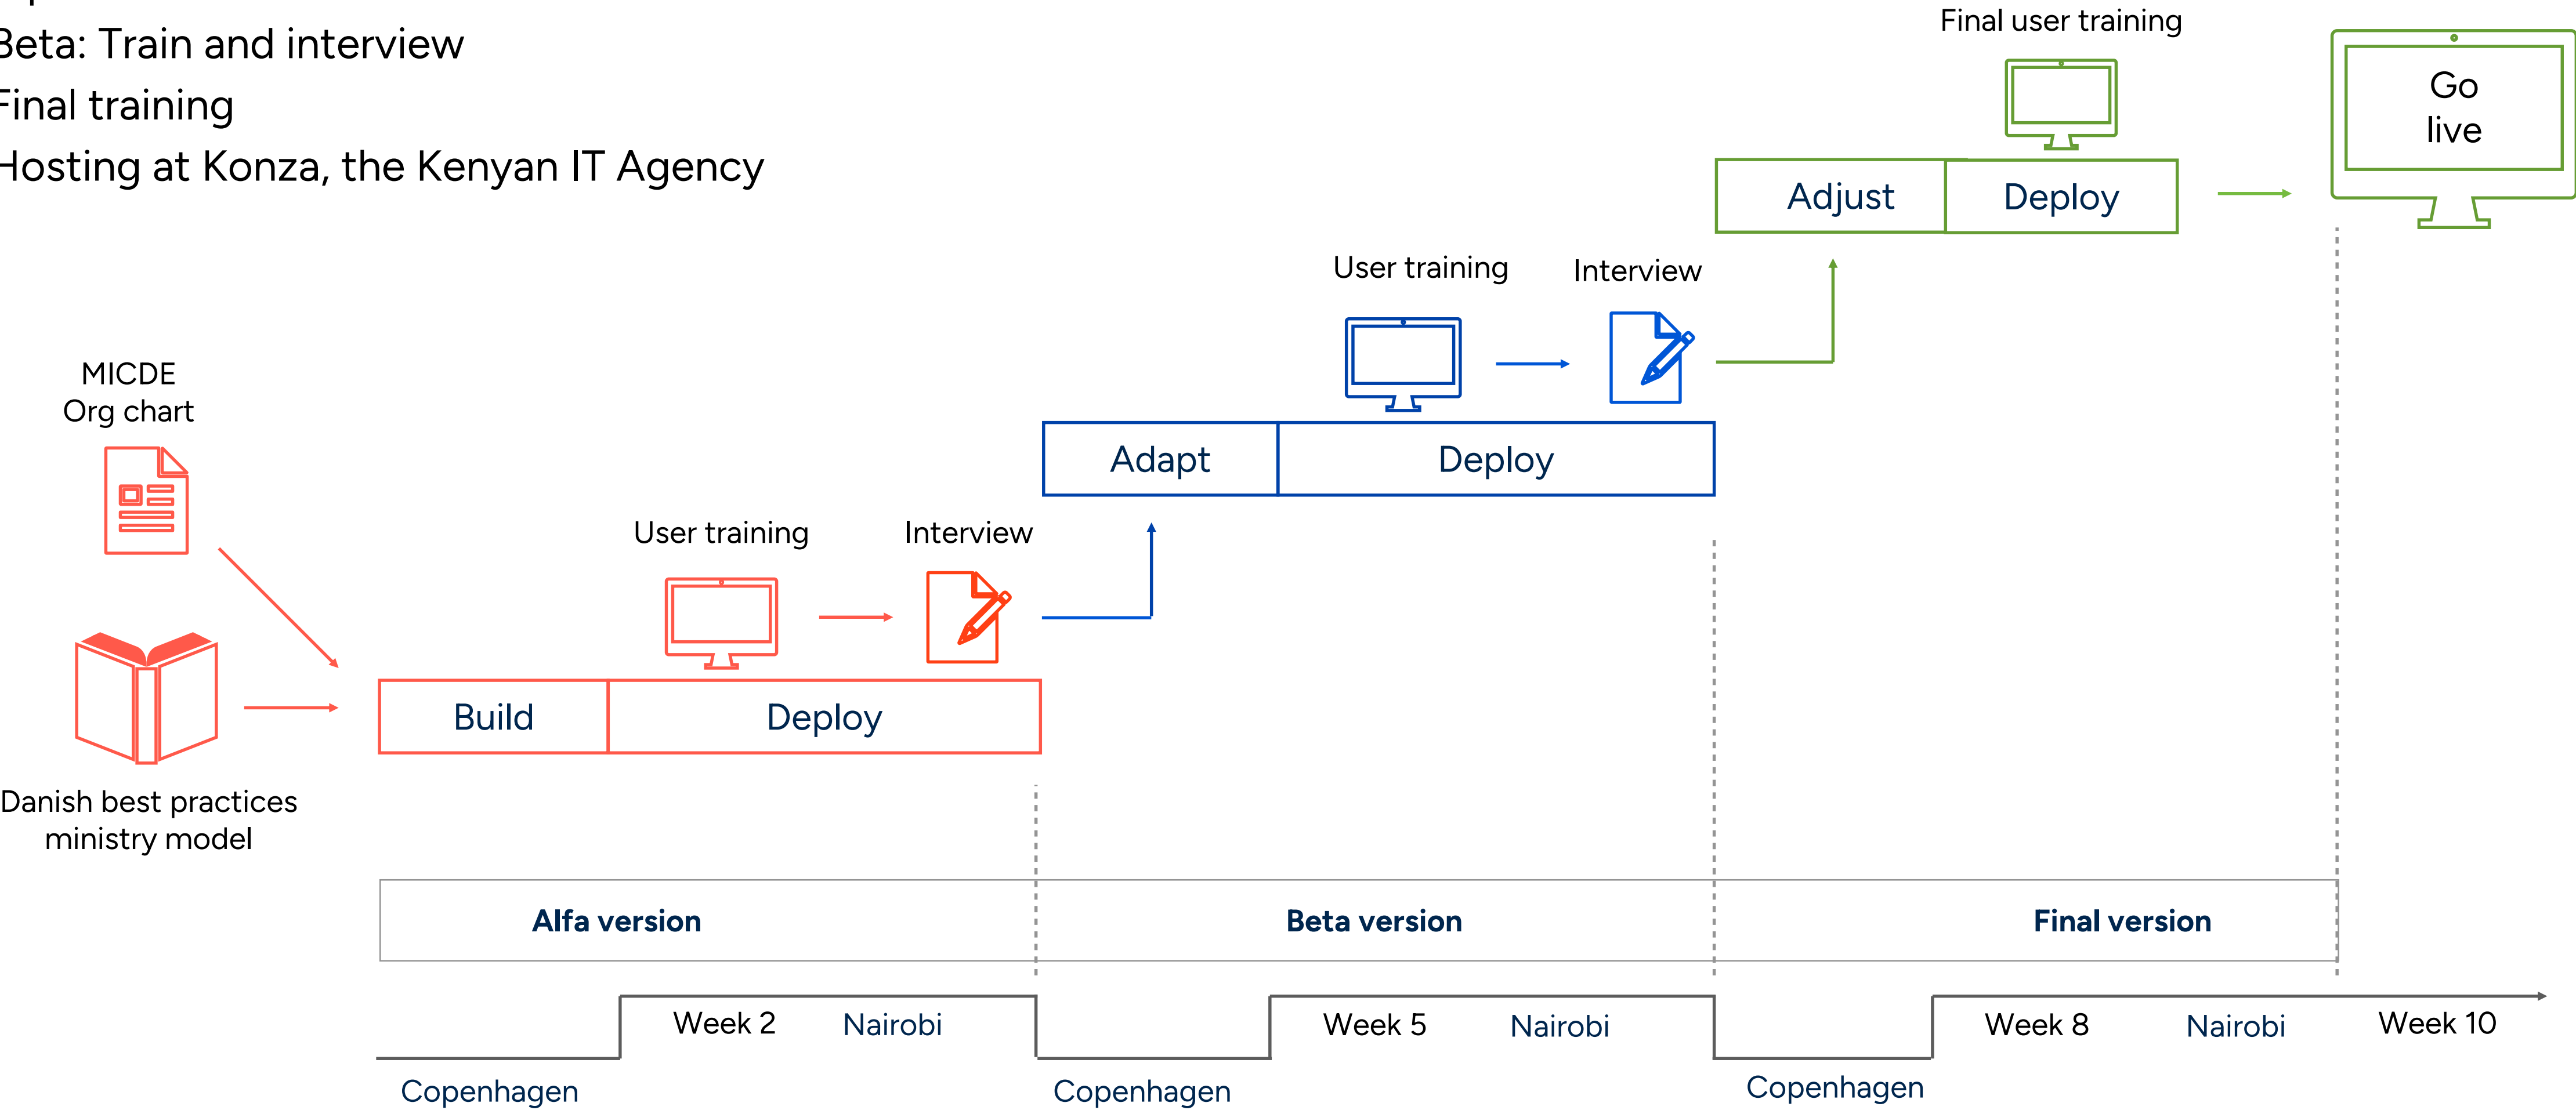 Beta: Train and interview
Final training
Hosting at Konza, the Kenyan IT Agency
Final user training
Go
live
Adjust
Deploy
User training
Interview
MICDE
Org chart
Adapt
Deploy
User training
Interview
Build
Deploy
Danish best practices
ministry model
Alfa version
Beta version
Final version
Week 2
Nairobi
Week 5
Nairobi
Week 8
Nairobi
Week 10
Copenhagen
Copenhagen
Copenhagen